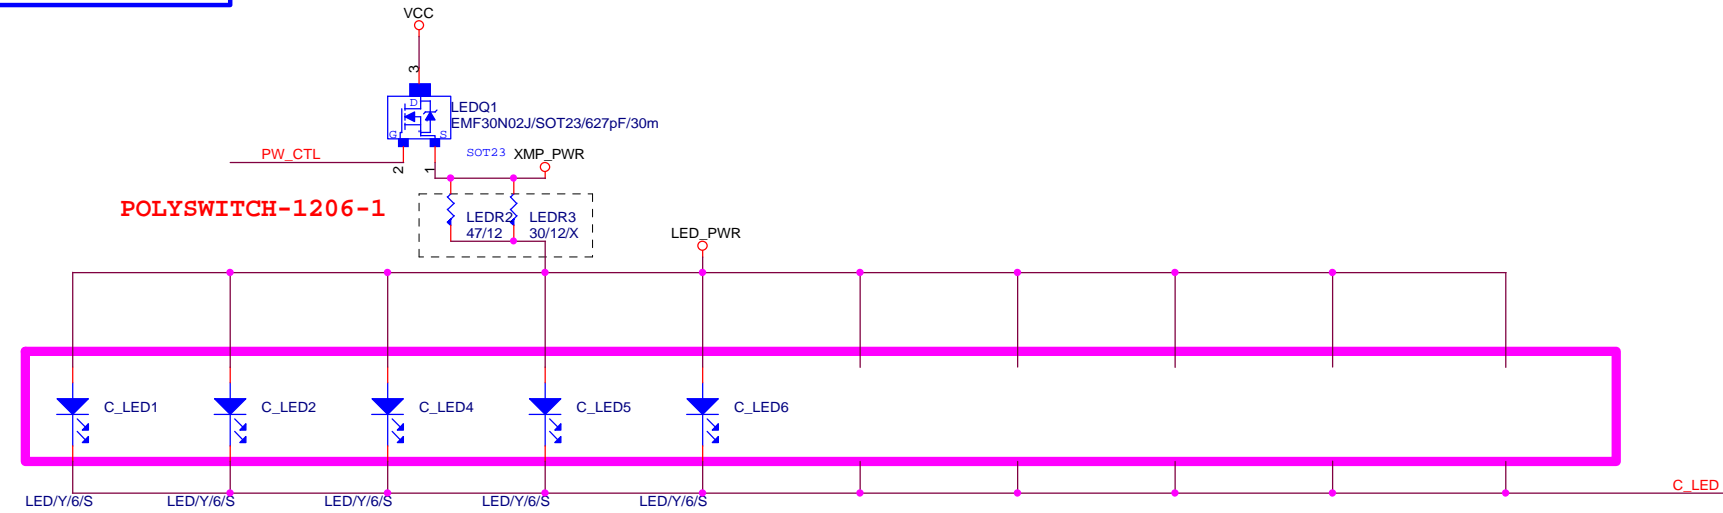 VCC
3
D
G
S
LEDQ1
EMF30N02J/SOT23/627pF/30m
PW_CTL
2
1
SOT23
XMP_PWR
POLYSWITCH-1206-1
LEDR2
47/12
LEDR3
30/12/X
LED_PWR
C_LED1
C_LED2
C_LED4
C_LED5
C_LED6
C_LED
LED/Y/6/S
LED/Y/6/S
LED/Y/6/S
LED/Y/6/S
LED/Y/6/S